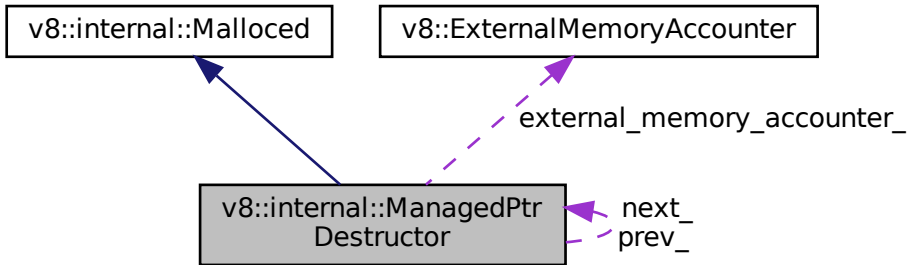 v8::internal::Malloced
v8::ExternalMemoryAccounter
external_memory_accounter_
v8::internal::ManagedPtr
Destructor
next_
prev_